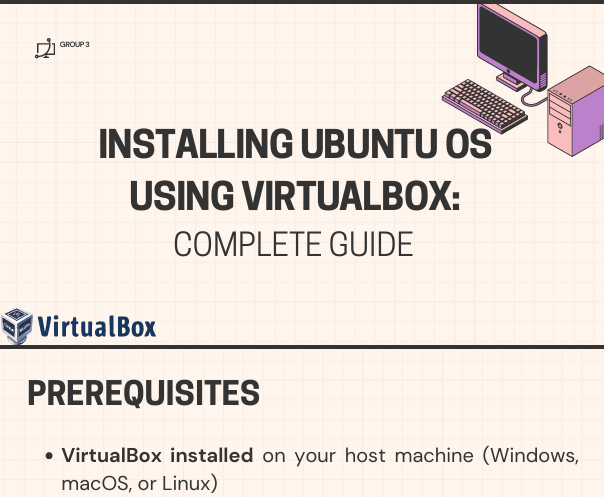 GROUP 3
INSTALLING UBUNTU OS
USING VIRTUALBOX:
COMPLETE GUIDE
VirtualBox
PREREQUISITES
• VirtualBox installed on your host machine (Windows,
macOS, or Linux)